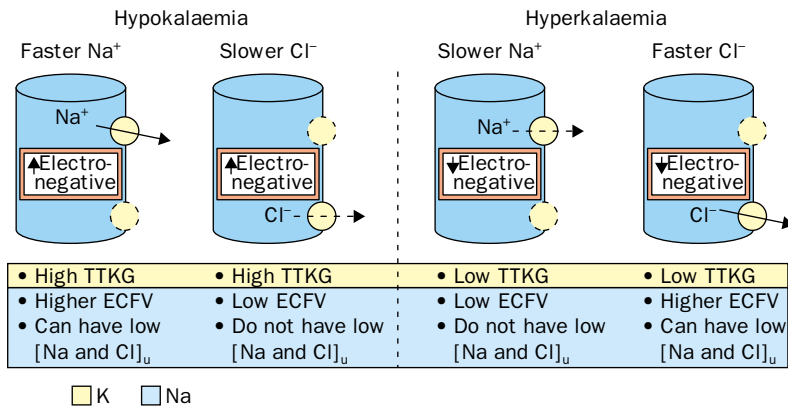 Hypokalaemia
Hyperkalaemia
Faster Na⁺
Slower Cl⁻
Slower Na⁺
Faster Cl⁻
Na⁺
Electro-
negative
Electro-
negative
Cl⁻
Na⁺
Electro-
negative
Electro-
negative
Cl⁻
• High TTKG
• Higher ECFV
• Can have low
[Na and Cl]ᵤ
• High TTKG
• Low ECFV
• Do not have low
[Na and Cl]ᵤ
• Low TTKG
• Low ECFV
• Do not have low
[Na and Cl]ᵤ
• Low TTKG
• Higher ECFV
• Can have low
[Na and Cl]ᵤ
K
Na